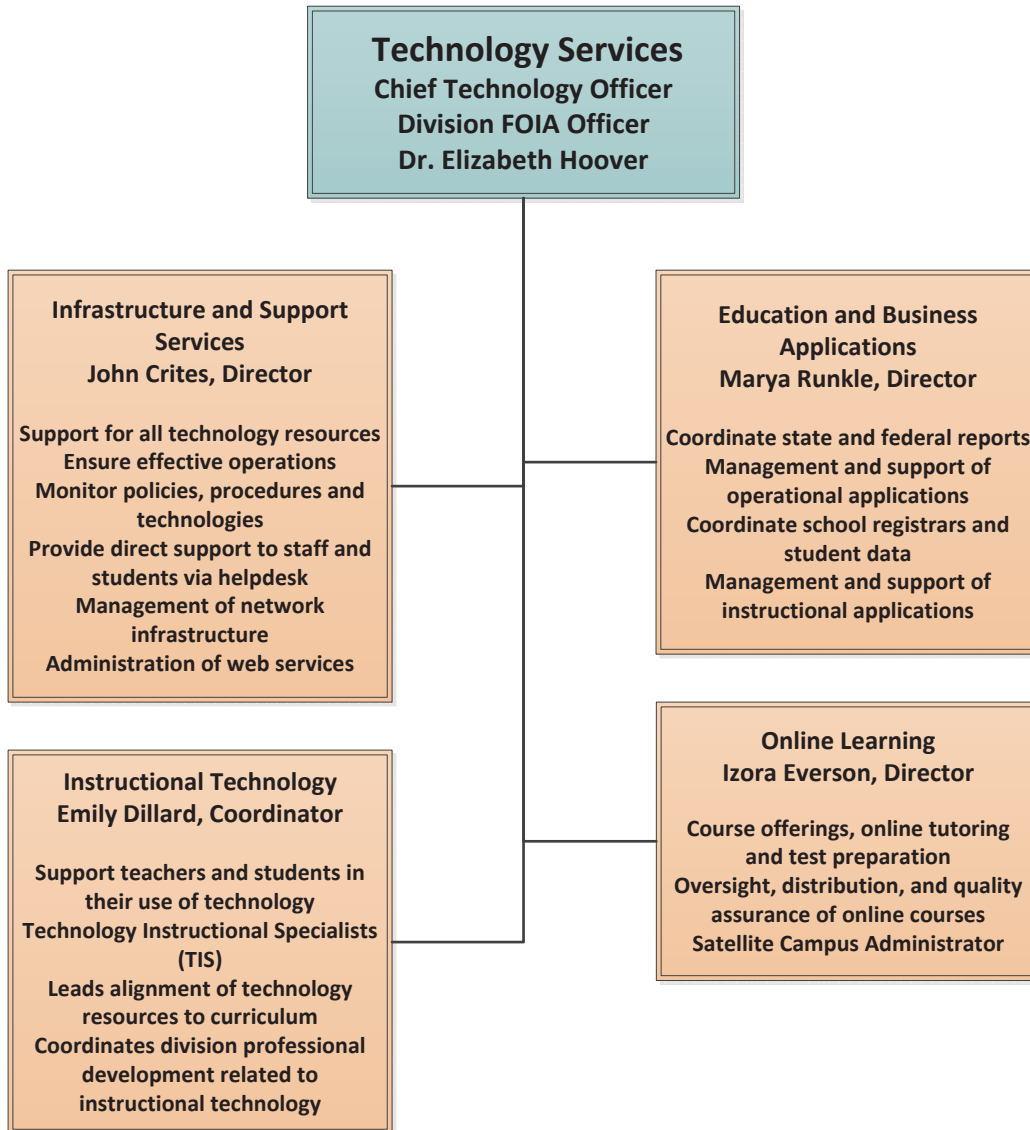 Technology Services
Chief Technology Officer
Division FOIA Officer
Dr. Elizabeth Hoover
Infrastructure and Support
Services
John Crites, Director
Support for all technology resources
Ensure effective operations
Monitor policies, procedures and
technologies
Provide direct support to staff and
students via helpdesk
Management of network
infrastructure
Administration of web services
Education and Business
Applications
Marya Runkle, Director
Coordinate state and federal reports
Management and support of
operational applications
Coordinate school registrars and
student data
Management and support of
instructional applications
Instructional Technology
Emily Dillard, Coordinator
Support teachers and students in
their use of technology
Technology Instructional Specialists
(TIS)
Leads alignment of technology
resources to curriculum
Coordinates division professional
development related to
instructional technology
Online Learning
Izora Everson, Director
Course offerings, online tutoring
and test preparation
Oversight, distribution, and quality
assurance of online courses
Satellite Campus Administrator